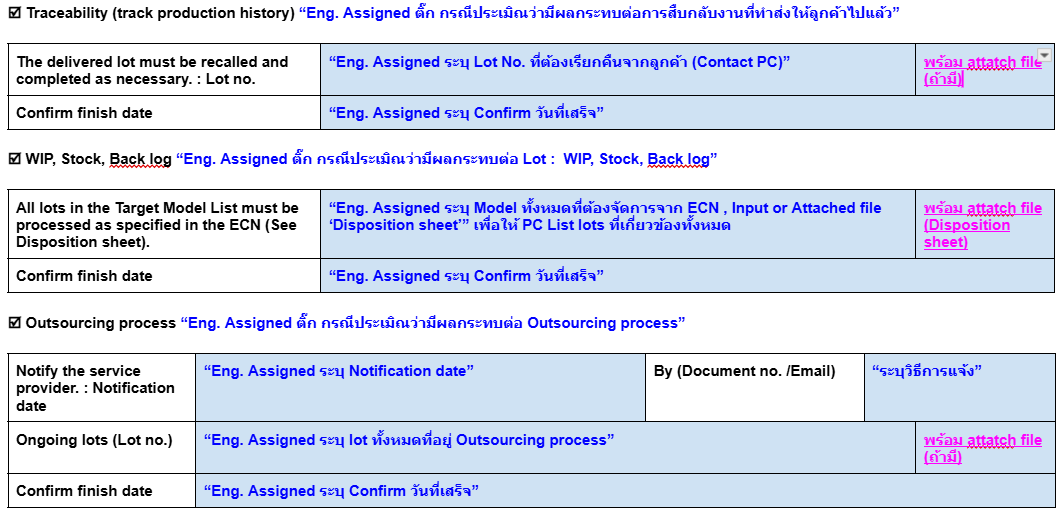 ☑ Traceability (track production history) “Eng. Assigned ติ๊ก กรณีประเมิณว่ามีผลกระทบต่อการสืบกลับงานที่ทำส่งให้ลูกค้าไปแล้ว”
The delivered lot must be recalled and
completed as necessary. : Lot no.
“Eng. Assigned ระบุ Lot No. ที่ต้องเรียกคืนจากลูกค้า (Contact PC)”
พร้อม attatch file
(ถ้ามี)
Confirm finish date
“Eng. Assigned ระบุ Confirm วันที่เสร็จ”
☑ WIP, Stock, Back log “Eng. Assigned ติ๊ก กรณีประเมิณว่ามีผลกระทบต่อ Lot : WIP, Stock, Back log”
All lots in the Target Model List must be
processed as specified in the ECN (See
Disposition sheet).
“Eng. Assigned ระบุ Model ทั้งหมดที่ต้องจัดการจาก ECN , Input or Attached file
‘Disposition sheet’” เพื่อให้ PC List lots ที่เกี่ยวข้องทั้งหมด
พร้อม attatch file
(Disposition
sheet)
Confirm finish date
“Eng. Assigned ระบุ Confirm วันที่เสร็จ”
☑ Outsourcing process “Eng. Assigned ติ๊ก กรณีประเมิณว่ามีผลกระทบต่อ Outsourcing process”
Notify the service
provider. : Notification
date
“Eng. Assigned ระบุ Notification date”
By (Document no. /Email)
“ระบุวิธีการแจ้ง”
Ongoing lots (Lot no.)
“Eng. Assigned ระบุ lot ทั้งหมดที่อยู่ Outsourcing process”
พร้อม attatch file
(ถ้ามี)
Confirm finish date
“Eng. Assigned ระบุ Confirm วันที่เสร็จ”